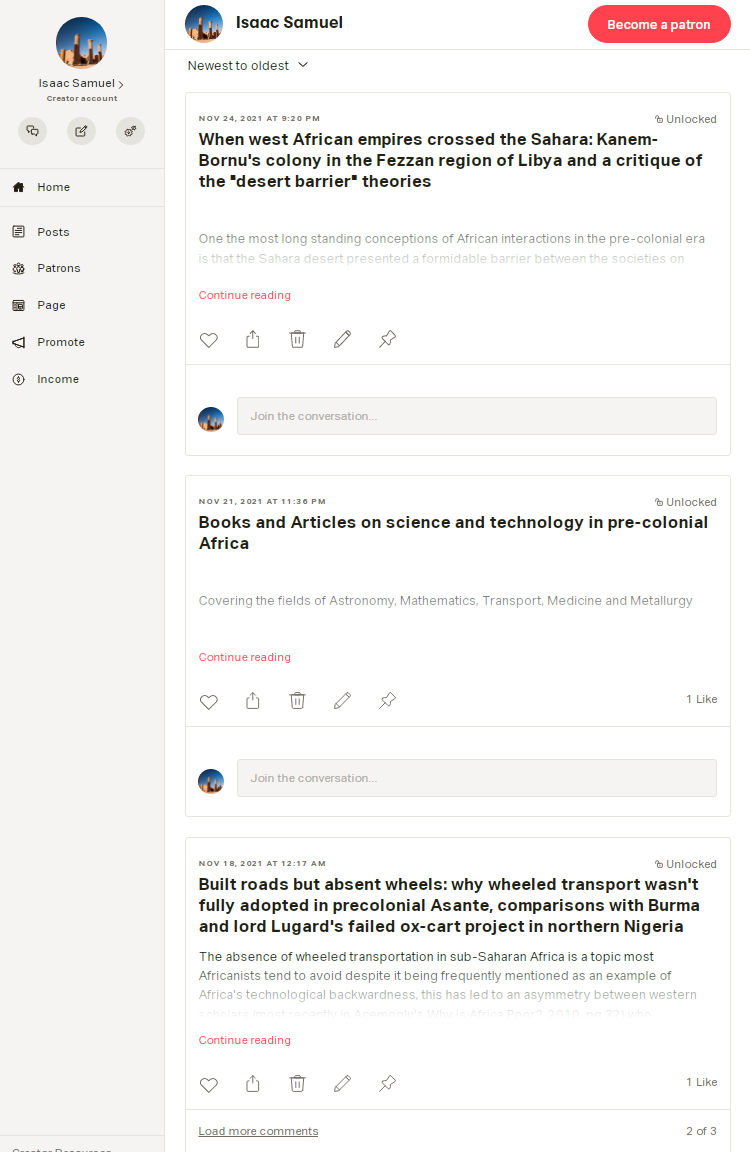 Isaac Samuel
Creator account
Home
Posts
Patrons
Page
Promote
Income
Isaac Samuel
Become a patron
Newest to oldest
NOV 24, 2021 AT 9:20 PM
Unlocked
When west African empires crossed the Sahara: Kanem-
Bornu's colony in the Fezzan region of Libya and a critique of
the "desert barrier" theories
One the most long standing conceptions of African interactions in the pre-colonial era
is that the Sahara desert presented a formidable barrier between the societies on
Continue reading
Join the conversation...
NOV 21, 2021 AT 11:36 PM
Unlocked
Books and Articles on science and technology in pre-colonial
Africa
Covering the fields of Astronomy, Mathematics, Transport, Medicine and Metallurgy
Continue reading
1 Like
Join the conversation...
NOV 18, 2021 AT 12:17 AM
Unlocked
Built roads but absent wheels: why wheeled transport wasn't
fully adopted in precolonial Asante, comparisons with Burma
and lord Lugard's failed ox-cart project in northern Nigeria
The absence of wheeled transportation in sub-Saharan Africa is a topic most
Africanists tend to avoid despite it being frequently mentioned as an example of
Africa's technological backwardness, this has led to an asymmetry between western
scholars (most recently in Acemoglu's Why is Africa Poor? 2010, pg 32) who
Continue reading
1 Like
Load more comments
2 of 3
Creator Resources